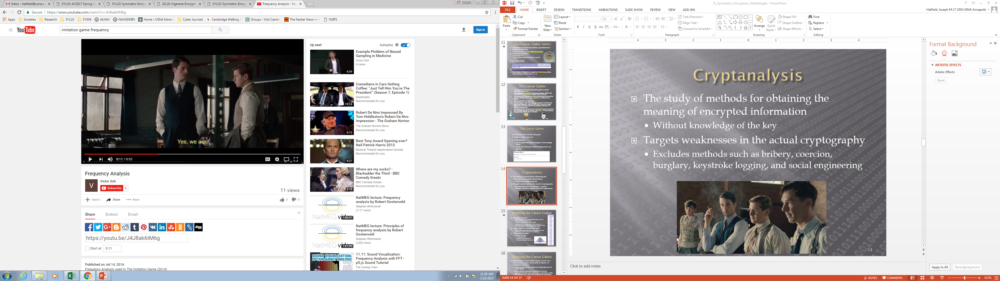 Inbox - hatfield@usna.ed
SY110: AY2017 Spring Ca
SY110: Symmetric Encryp
SI110: Vigenere Encryptio
SY110: Symmetric Encryp
Frequency Analysis - You
Joseph
Secure
https://www.youtube.com/watch?v=J4J8ak6tM6g
Apps
Societies
Research
SY110
SY304
ALNAV
NAVADMIN
Home :: USNA Intrane
Cyber Journals
Cambridge Walking T
Groups - Visit Cambri
The Hacker News —
NSIPS
YouTube
imitation game frequency
Sign in
Yes, we are.
0:11 / 0:32
Frequency Analysis
V
Victor Soh
Subscribe 0
11 views
Add to
Share
More
0
0
Share
Embed
Email
digg
https://youtu.be/J4J8ak6tM6g
Start at: 0:11
Published on Jul 14, 2016
Frequency Analysis used in The Imitation Game (2014)
Up next
Autoplay
Example Ptoblem of Biased
Sampling in Medicine
Victor Soh
6 views
4:39
Comedians in Cars Getting
Coffee: "Just Tell Him You're The
President" (Season 7, Episode 1)
blacktreetv
Recommended for you
19:16
Robert De Niro Impressed By
Tom Hiddleston's Robert De Niro
Impression - The Graham Norton
The Graham Norton Show
Recommended for you
6:12
Best Tony Award Opening ever?
Neil Patrick Harris 2013
Musical Theatre Appreciation Society
Recommended for you
8:27
Where are my socks? -
Blackadder the Third - BBC
Comedy Greats
BBC Comedy Greats
Recommended for you
3:13
NatMEG lecture: Frequency
analysis by Robert Oostenveld
Stephen Whitmarsh
2,117 views
NatMEG video
1:00:47
NatMEG lecture: Principles of
frequency analysis by Robert
Oostenveld
Stephen Whitmarsh
2,505 views
NatMEG video
1:07:09
11.11: Sound Visualization:
Frequency Analysis with FFT -
p5.js Sound Tutorial
The Coding Train
SOUND VISUALIZATION:
FFT (FREQUENCY ANALYSIS)
11:26 AM
3/10/2017
21_Symmetric_Encryption_Hatfield.pptx - PowerPoint
FILE
HOME
INSERT
DESIGN
TRANSITIONS
ANIMATIONS
SLIDE SHOW
REVIEW
VIEW
ADD-INS
Hatfield, Joseph M LT USN USNA Annapolis
Paste
Cut
Copy
Format Painter
Clipboard
New
Slide
Layout
Reset
Section
Slides
22
Font
Text Direction
Align Text
Convert to SmartArt
Paragraph
Arrange
Quick
Styles
Shape Fill
Shape Outline
Shape Effects
Drawing
Find
Replace
Select
Editing
11
The Caesar Cipher (cont.)
12
The Caesar Cipher
13
The Caesar Cipher
14
Cryptanalysis
15
Breaking the Caesar Cipher
16
Breaking the Caesar Cipher
Cryptanalysis
The study of methods for obtaining the
meaning of encrypted information
Without knowledge of the key
Targets weaknesses in the actual cryptography
Excludes methods such as bribery, coercion,
burglary, keystroke logging, and social engineering
14
Click to add notes
Format Background
ARTISTIC EFFECTS
Artistic Effects
Reset
Apply to All
Reset Background
SLIDE 14 OF 27
NOTES
COMMENTS
111%